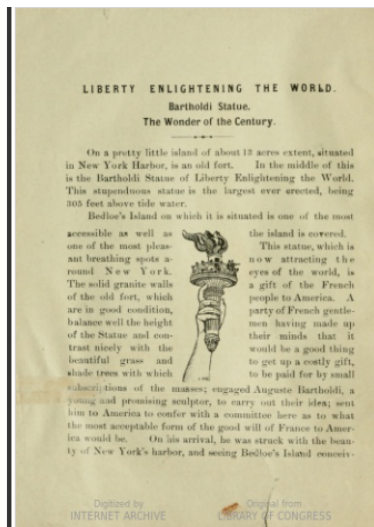 LIBERTY ENLIGHTENING THE WORLD.
Bartholdi Statue.
The Wonder of the Century.
On a pretty little island of about 13 acres extent, situated
in New York Harbor, is an old fort. In the middle of this
is the Bartholdi Statue of Liberty Enlightening the World.
This stupendous statue is the largest ever erected, being
305 feet above tide water.
Bedloe's Island on which it is situated is one of the most
accessible as well as
one of the most pleas-
ant breathing spots a-
round New York.
The solid granite walls
of the old fort, which
are in good condition,
balance well the height
of the Statue and con-
trast nicely with the
beautiful grass and
shade trees with which
the island is covered.
This statue, which is
now attracting the
eyes of the world, is
a gift of the French
people to America. A
party of French gentle-
men having made up
their minds that it
would be a good thing
to get up a costly gift,
to be paid for by small
subscriptions of the masses; engaged Auguste Bartholdi, a
young and promising sculptor, to carry out their idea; sent
him to America to confer with a committee here as to what
the most acceptable form of the good will of France to Amer-
ica would be. On his arrival, he was struck with the beau-
ty of New York's harbor, and seeing Bedloe's Island conceiv-
Digitized by
INTERNET ARCHIVE
Original from
LIBRARY OF CONGRESS